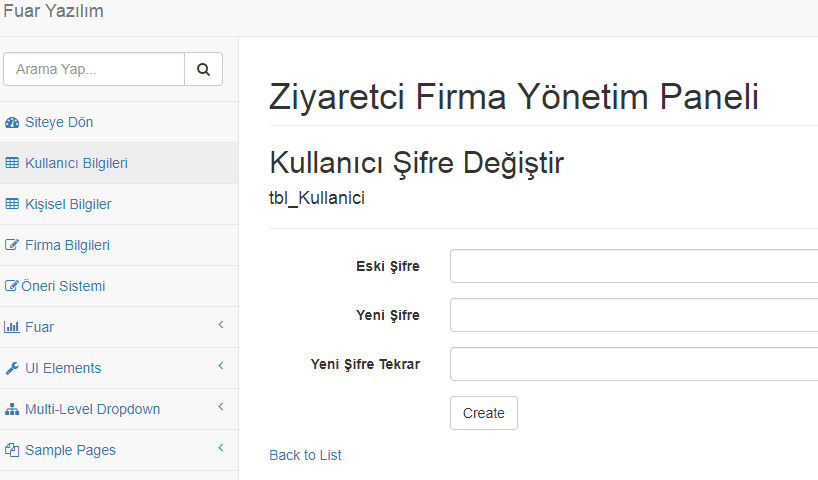 Fuar Yazılım
Arama Yap...
Siteye Dön
Kullanıcı Bilgileri
Kişisel Bilgiler
Firma Bilgileri
Öneri Sistemi
Fuar
UI Elements
Multi-Level Dropdown
Sample Pages
Ziyaretci Firma Yönetim Paneli
Kullanıcı Şifre Değiştir
tbl_Kullanici
Eski Şifre
Yeni Şifre
Yeni Şifre Tekrar
Create
Back to List